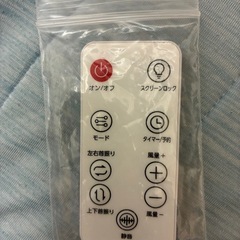 オン/オフ
スクリーンロック
モード
タイマー/予約
左右首振り
風量 +
上下首振り
風量 −
静音